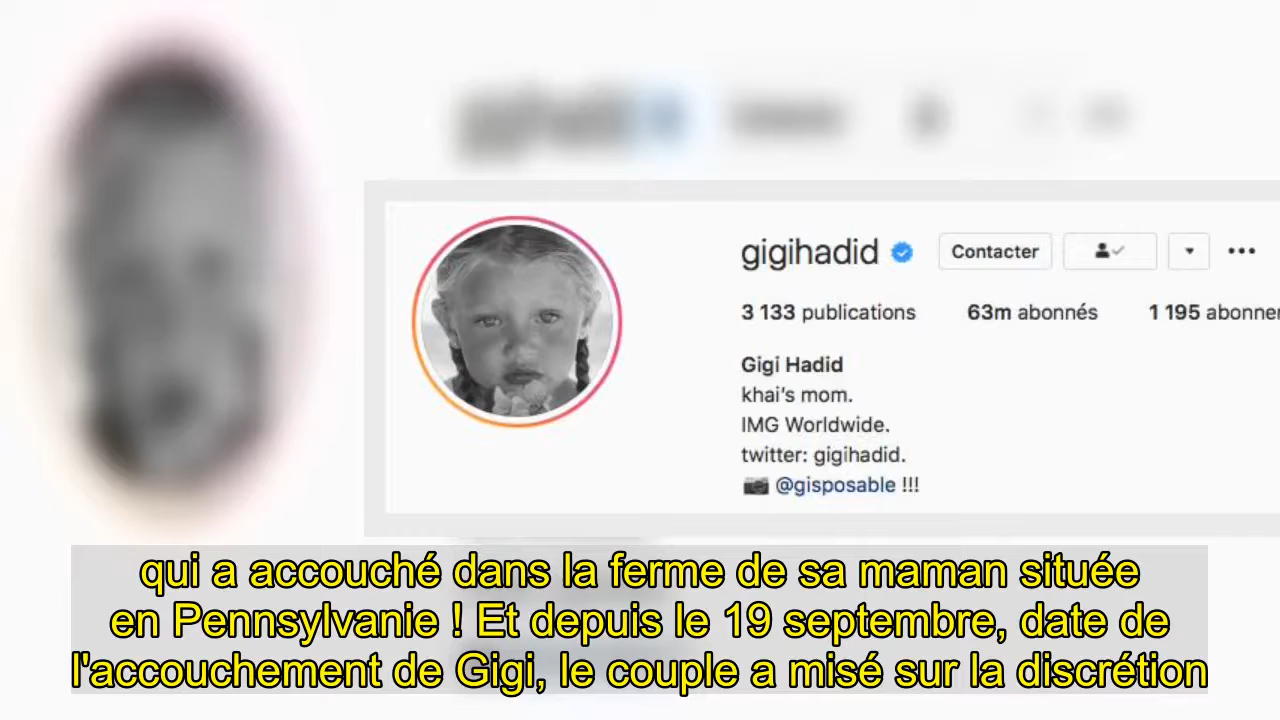 gigihadid Contacter
3 133 publications 63m abonnés 1 195 abonne
Gigi Hadid
khai's mom.
IMG Worldwide.
twitter: gigihadid.
@gisposable !!!
qui a accouché dans la ferme de sa maman située
en Pennsylvanie ! Et depuis le 19 septembre, date de
l'accouchement de Gigi, le couple a misé sur la discrétion